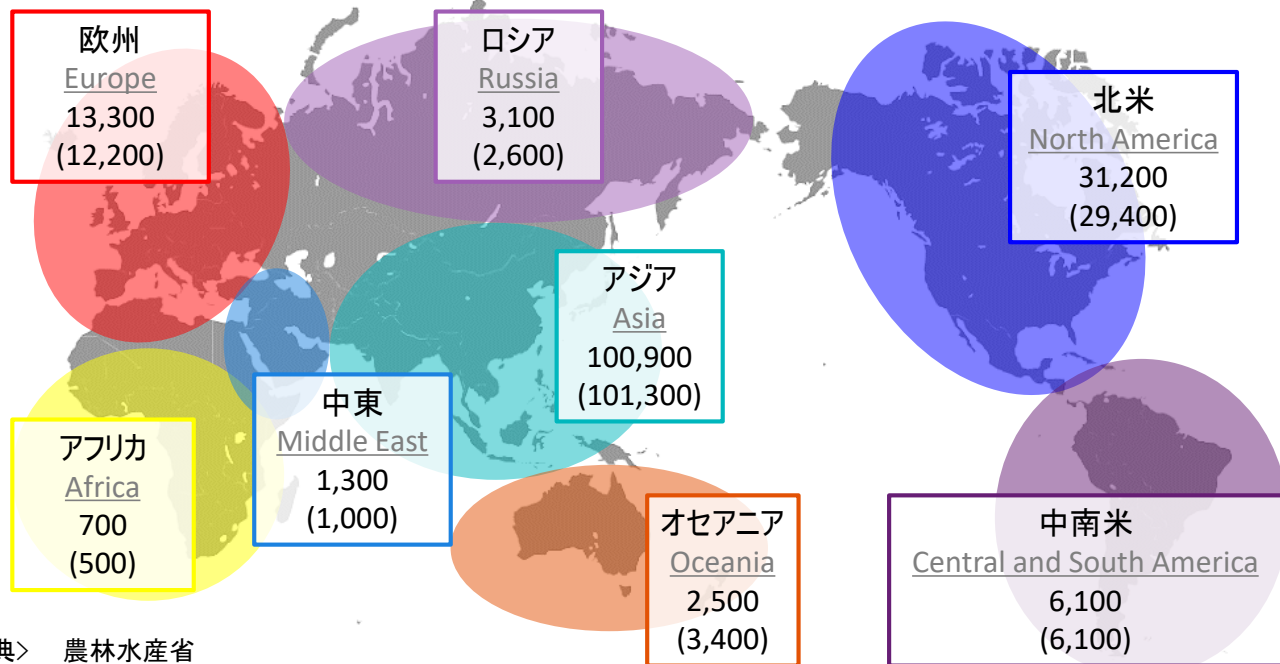 欧州
Europe
13,300
(12,200)
ロシア
Russia
3,100
(2,600)
北米
North America
31,200
(29,400)
アジア
Asia
100,900
(101,300)
中東
Middle East
1,300
(1,000)
アフリカ
Africa
700
(500)
オセアニア
Oceania
2,500
(3,400)
中南米
Central and South America
6,100
(6,100)
典> 農林水産省